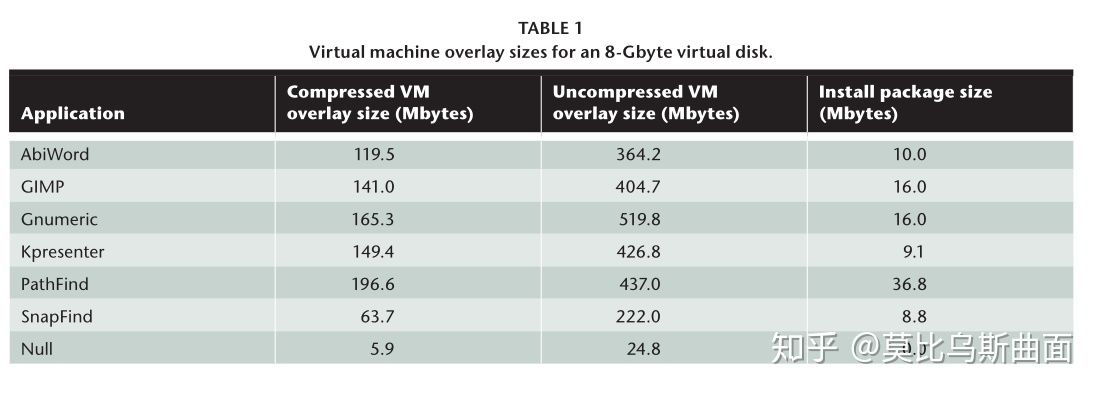 TABLE 1
Virtual machine overlay sizes for an 8-Gbyte virtual disk.
Application Compressed VM overlay size (Mbytes) Uncompressed VM overlay size (Mbytes) Install package size (Mbytes)
AbiWord 119.5 364.2 10.0
GIMP 141.0 404.7 16.0
Gnumeric 165.3 519.8 16.0
Kpresenter 149.4 426.8 9.1
PathFind 196.6 437.0 36.8
SnapFind 63.7 222.0 8.8
Null 5.9 24.8 0.0
知乎 @莫比乌斯曲面